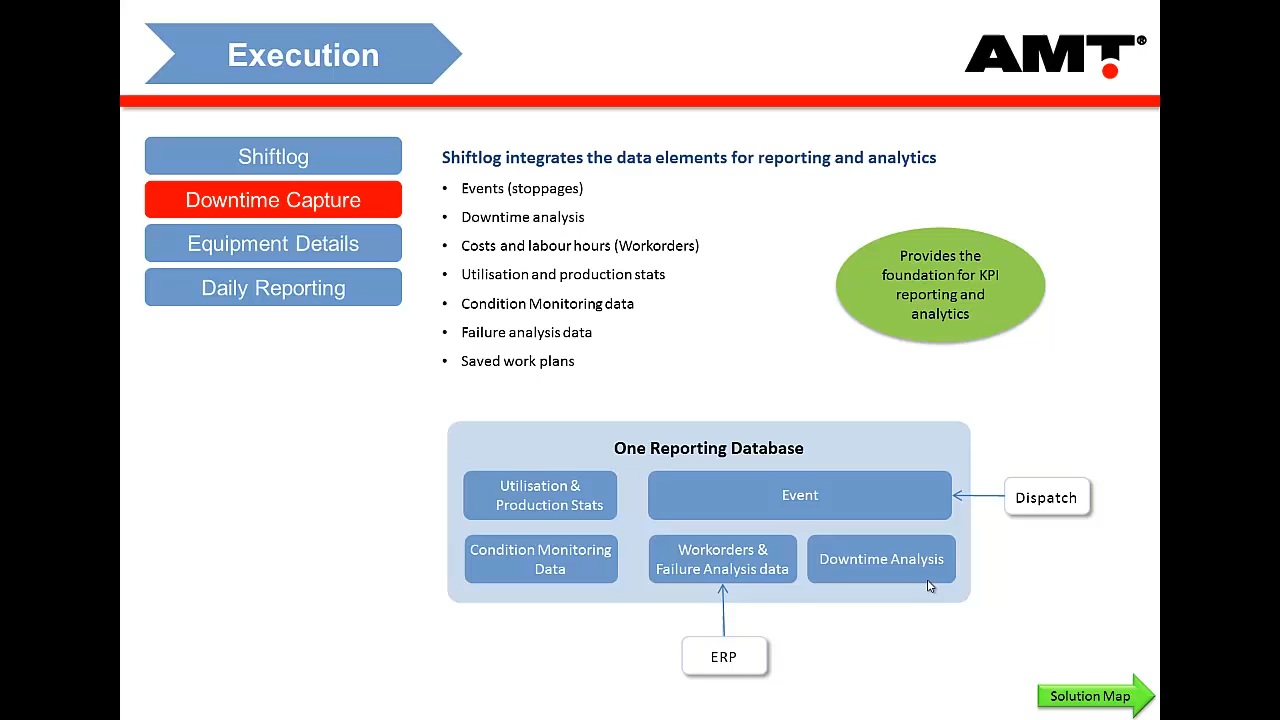 Execution
AMT®
Shiftlog
Downtime Capture
Equipment Details
Daily Reporting
Shiftlog integrates the data elements for reporting and analytics
• Events (stoppages)
• Downtime analysis
• Costs and labour hours (Workorders)
• Utilisation and production stats
• Condition Monitoring data
• Failure analysis data
• Saved work plans
Provides the
foundation for KPI
reporting and
analytics
One Reporting Database
Utilisation &
Production Stats
Event
Dispatch
Condition Monitoring
Data
Workorders &
Failure Analysis data
Downtime Analysis
ERP
Solution Map